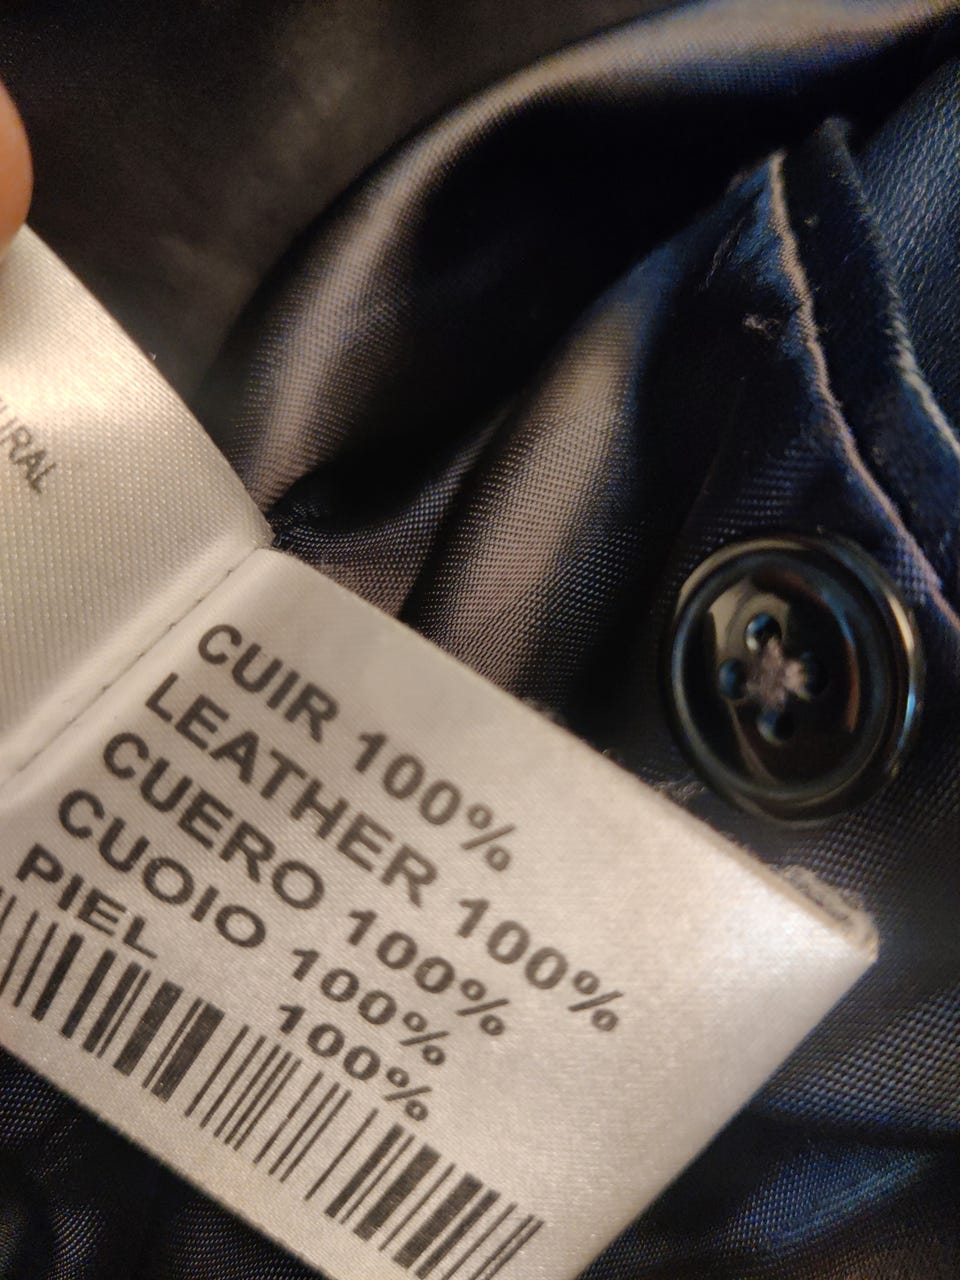 CUIR 100%
LEATHER 100%
CUERO 100%
CUOIO 100%
PIEL 100%